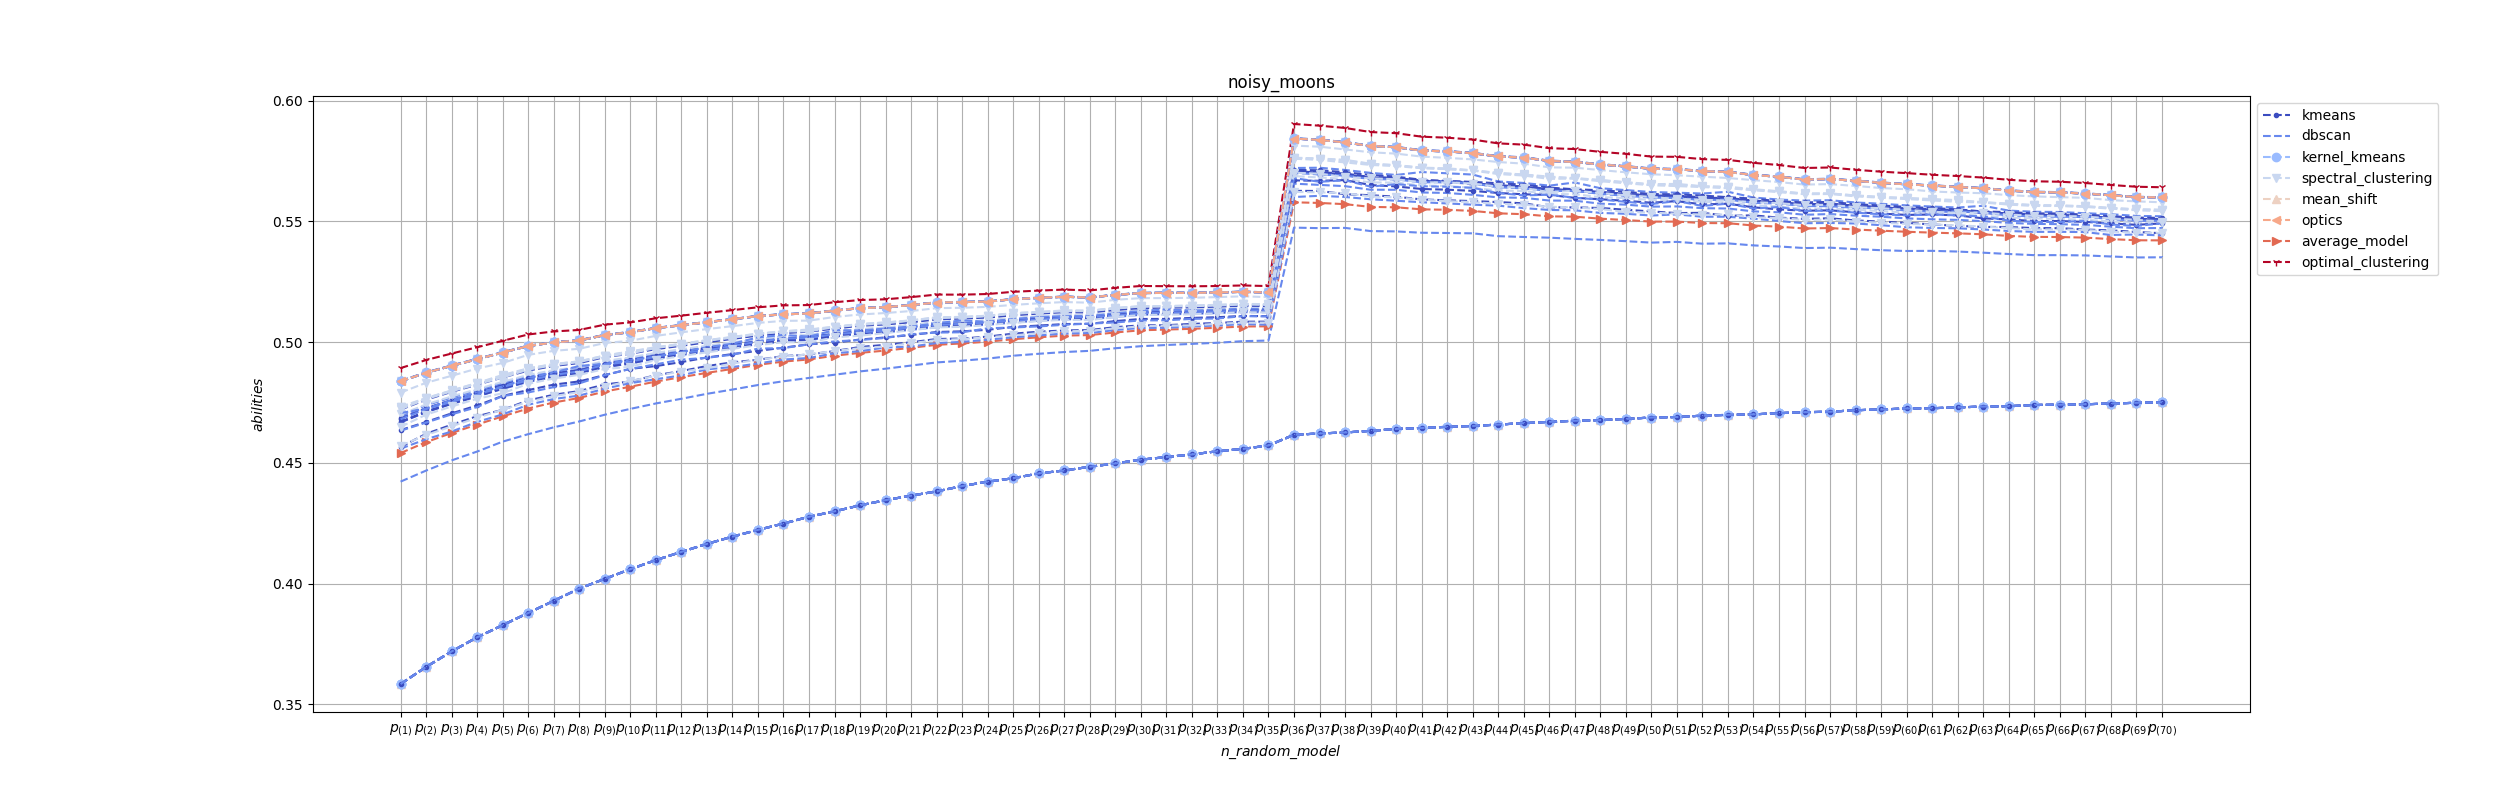 noisy_moons
0.60
0.55
0.50
0.45
0.40
0.35
abilities
p(1) p(2) p(3) p(4) p(5) p(6) p(7) p(8) p(9) p(10) p(11) p(12) p(13) p(14) p(15) p(16) p(17) p(18) p(19) p(20) p(21) p(22) p(23) p(24) p(25) p(26) p(27) p(28) p(29) p(30) p(31) p(32) p(33) p(34) p(35) p(36) p(37) p(38) p(39) p(40) p(41) p(42) p(43) p(44) p(45) p(46) p(47) p(48) p(49) p(50) p(51) p(52) p(53) p(54) p(55) p(56) p(57) p(58) p(59) p(60) p(61) p(62) p(63) p(64) p(65) p(66) p(67) p(68) p(69) p(70)
n_random_model
kmeans
dbscan
kernel_kmeans
spectral_clustering
mean_shift
optics
average_model
optimal_clustering